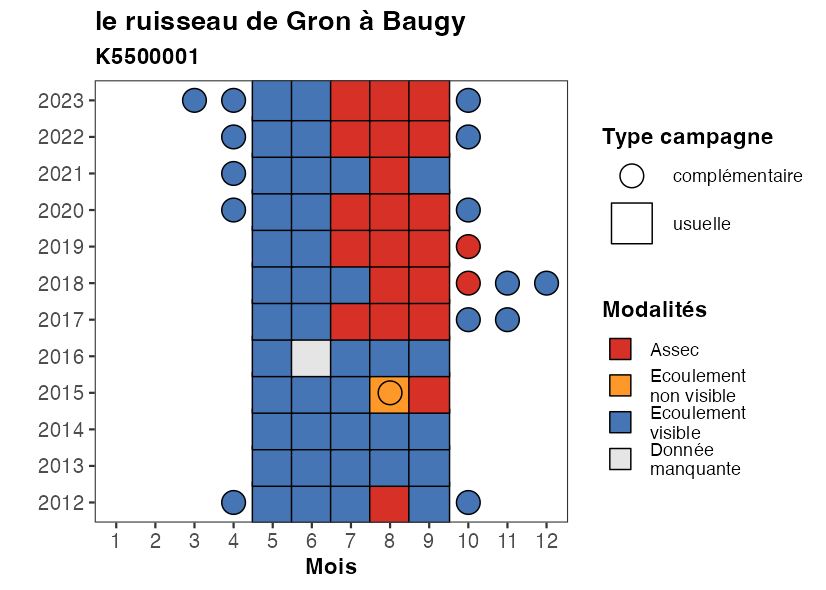 le ruisseau de Gron à Baugy
K5500001
2023
2022
2021
2020
2019
2018
2017
2016
2015
2014
2013
2012
1 2 3 4 5 6 7 8 9 10 11 12
Mois
Type campagne
complémentaire
usuelle
Modalités
Assec
Ecoulement
non visible
Ecoulement
visible
Donnée
manquante